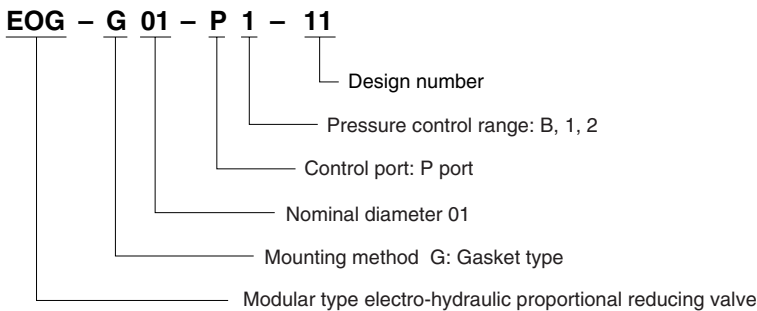 EOG – G 01 – P 1 – 11
Design number
Pressure control range: B, 1, 2
Control port: P port
Nominal diameter 01
Mounting method G: Gasket type
Modular type electro-hydraulic proportional reducing valve